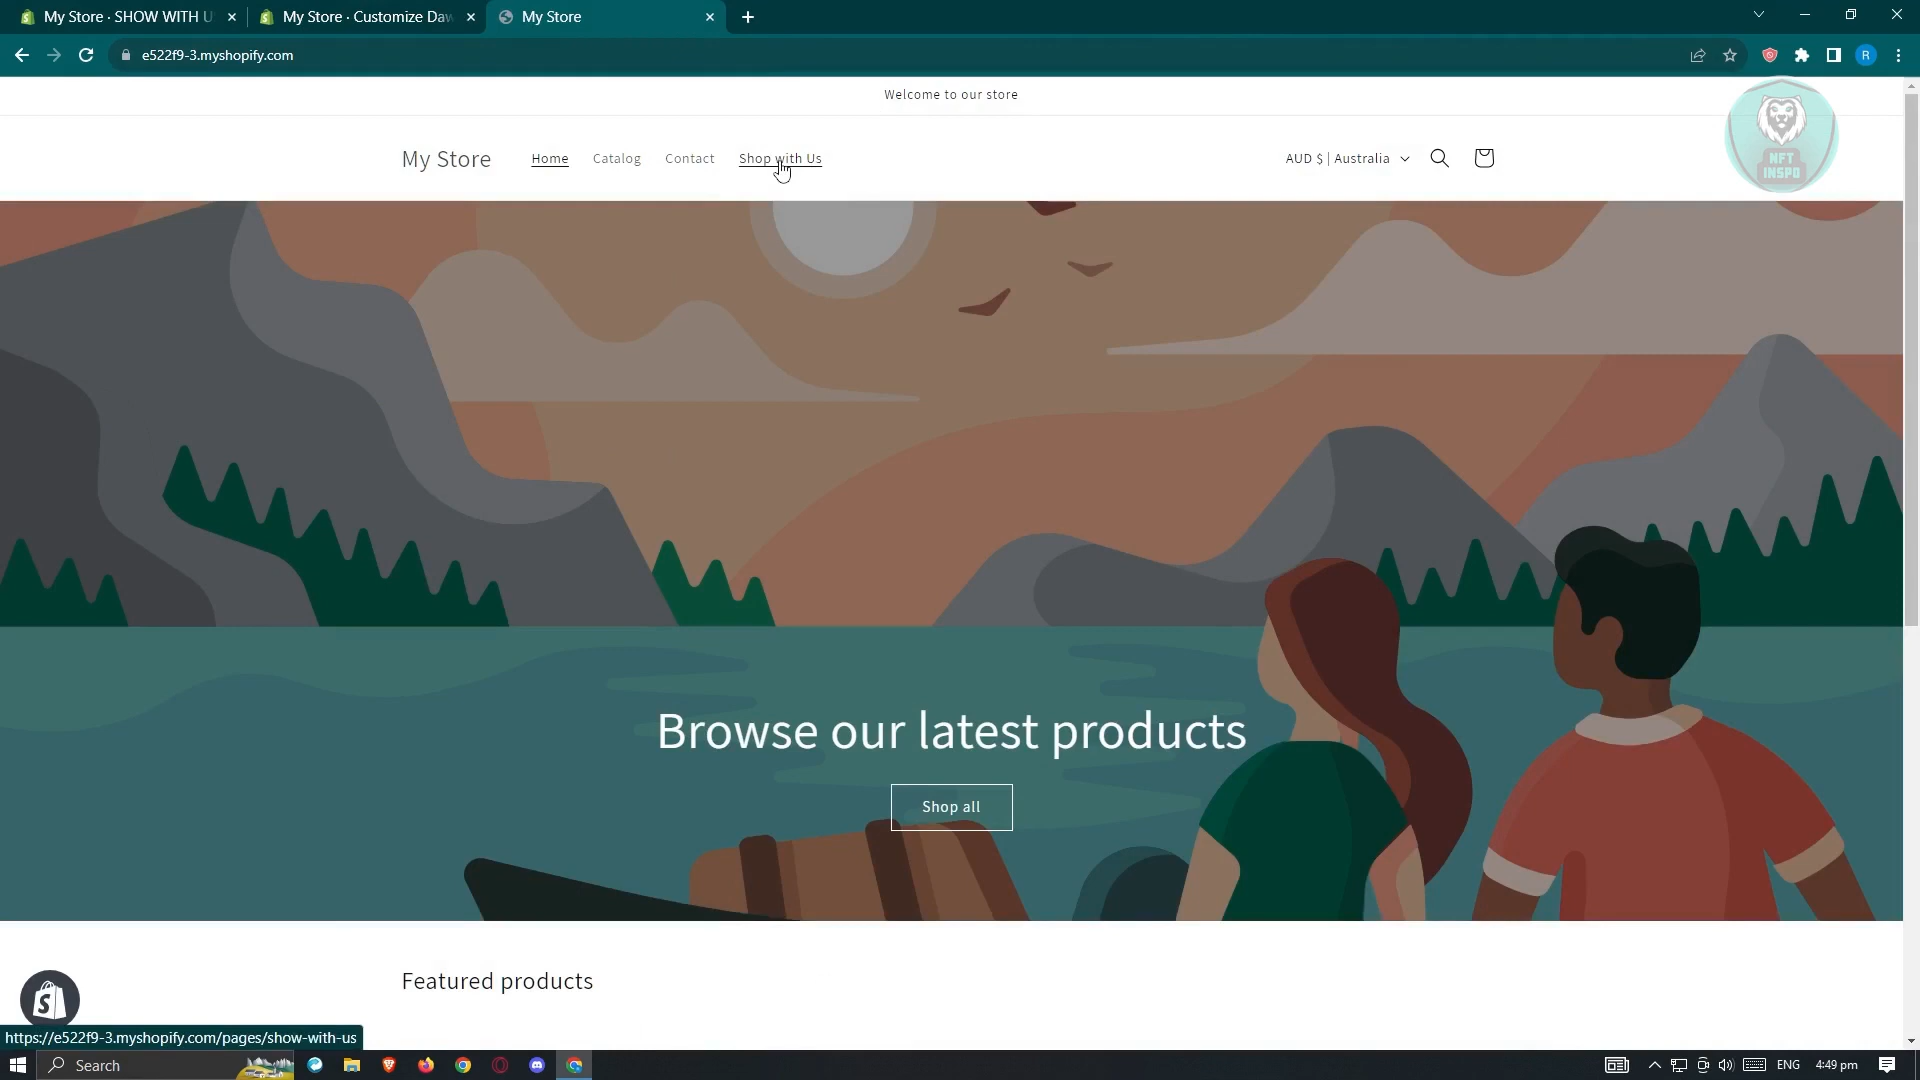 My Store · SHOW WITH U
My Store · Customize Daw
My Store
e522f9-3.myshopify.com
R
Welcome to our store
My Store
Home
Catalog
Contact
Shop with Us
AUD $ | Australia
NFT
INSPO
Browse our latest products
Shop all
Featured products
https://e522f9-3.myshopify.com/pages/show-with-us
Search
ENG
4:49 pm